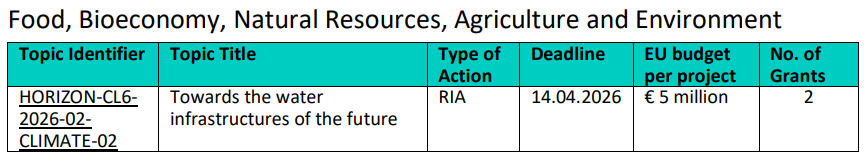 Food, Bioeconomy, Natural Resources, Agriculture and Environment
Topic Identifier Topic Title Type of Action Deadline EU budget per project No. of Grants
HORIZON-CL6-2026-02-CLIMATE-02 Towards the water infrastructures of the future RIA 14.04.2026 € 5 million 2